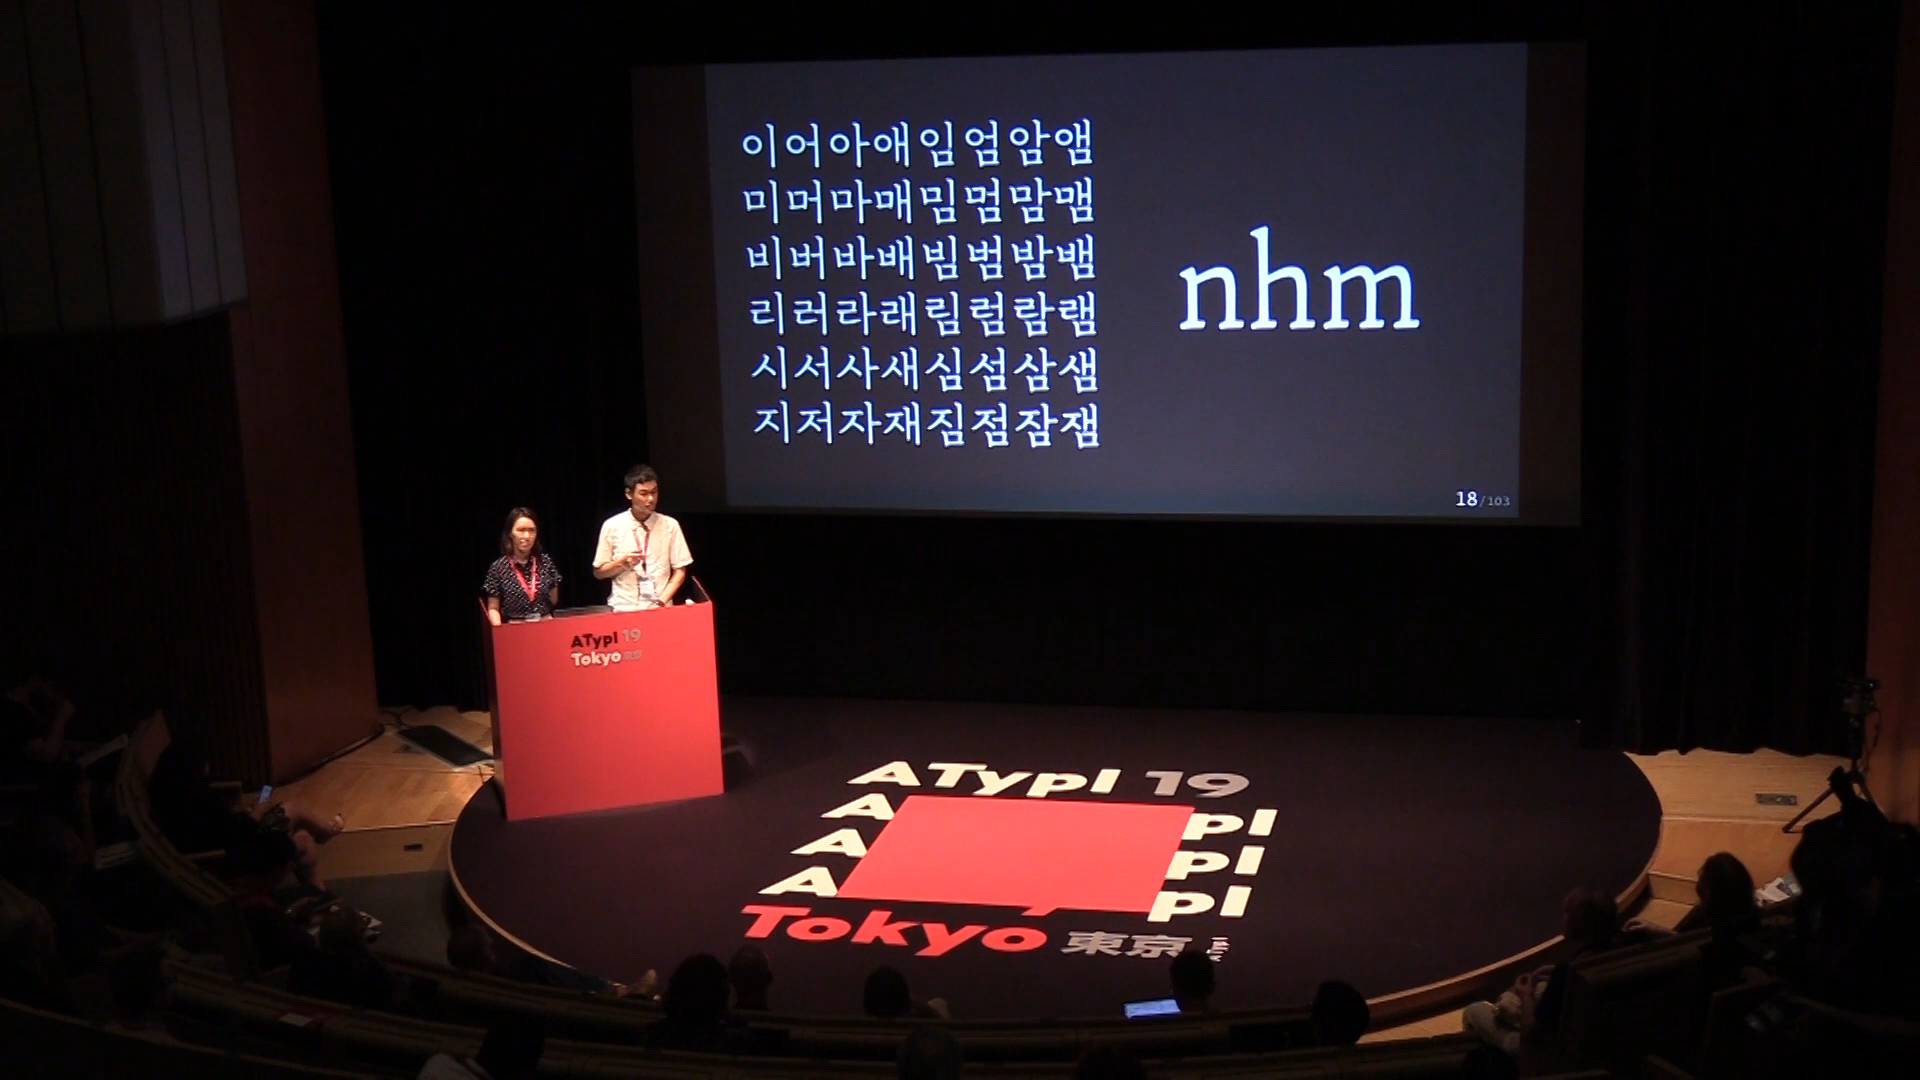 이어아애임엄암앰
미머마매밈멈맘맴
비버바배빔범밤뱀
리러라래림럼람램
시서사새심섬삼샘
지저자재짐점잠잼
nhm
18/103
ATypI 19
Tokyo 東京
ATypI 19
A pI
A pI
A pI
Tokyo 東京